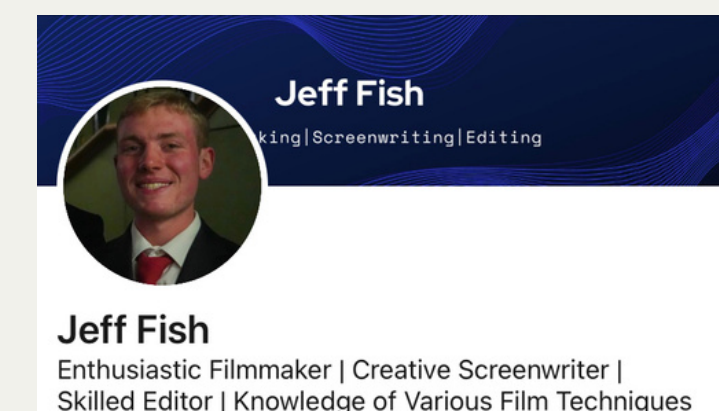 Jeff Fish
king|Screenwriting|Editing
Jeff Fish
Enthusiastic Filmmaker | Creative Screenwriter |
Skilled Editor | Knowledge of Various Film Techniques